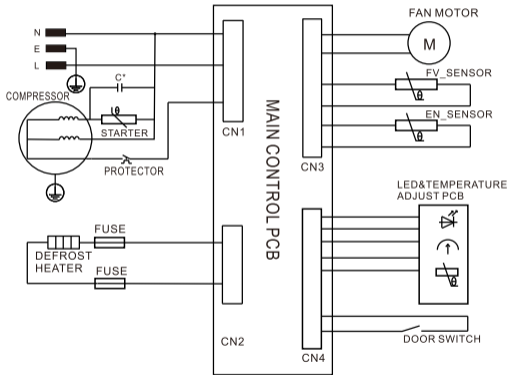 N
E
L
C*
COMPRESSOR
θ
STARTER
PROTECTOR
CN1
MAIN CONTROL PCB
FAN MOTOR
M
FV_SENSOR
θ
EN_SENSOR
θ
CN3
FUSE
DEFROST
HEATER
FUSE
CN2
LED&TEMPERATURE
ADJUST PCB
θ
DOOR SWITCH
CN4